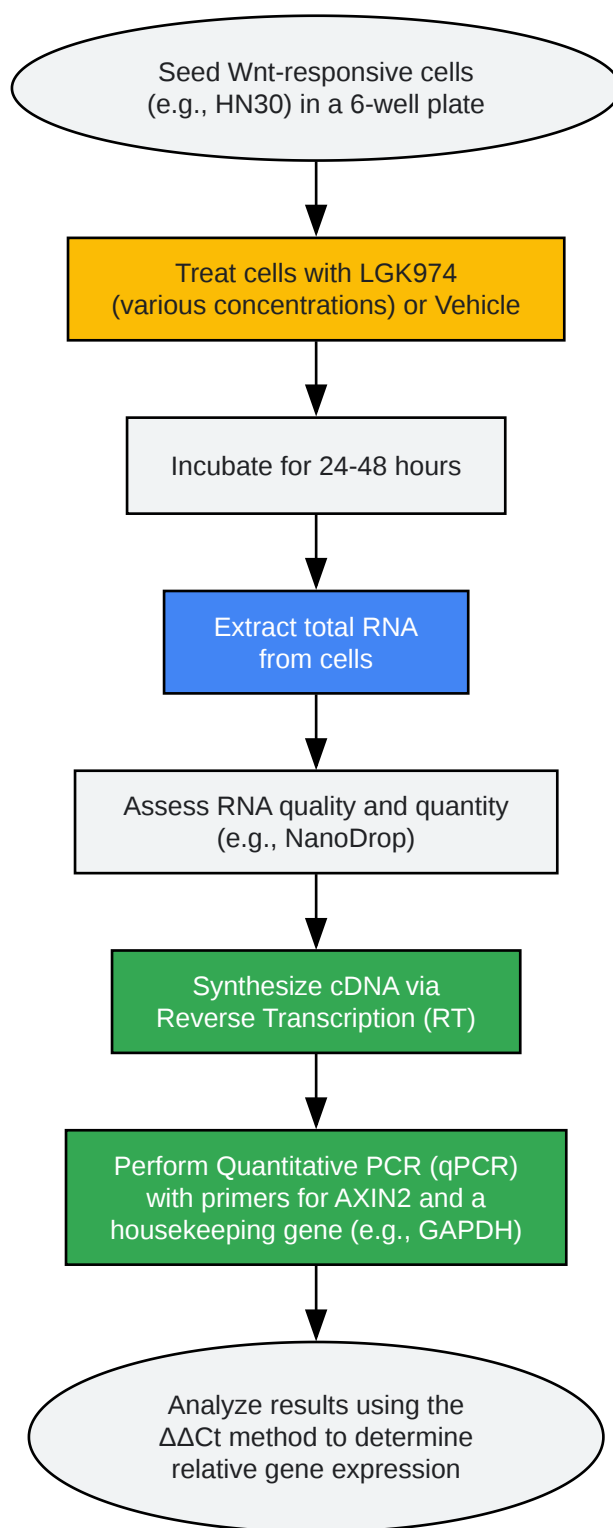 Seed Wnt-responsive cells
(e.g., HN30) in a 6-well plate
Treat cells with LGK974
(various concentrations) or Vehicle
Incubate for 24-48 hours
Extract total RNA
from cells
Assess RNA quality and quantity
(e.g., NanoDrop)
Synthesize cDNA via
Reverse Transcription (RT)
Perform Quantitative PCR (qPCR)
with primers for AXIN2 and a
housekeeping gene (e.g., GAPDH)
Analyze results using the
ΔΔCt method to determine
relative gene expression